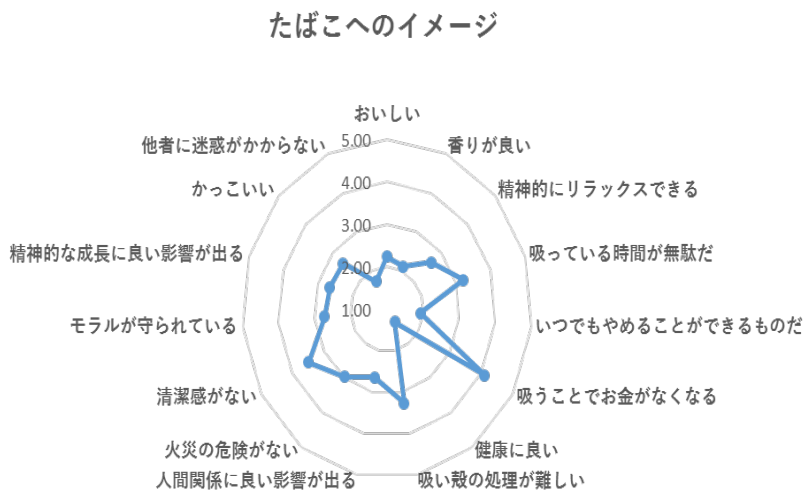 たばこへのイメージ
おいしい
5.00
他者に迷惑がかからない
香りが良い
4.00
かっこいい
精神的にリラックスできる
3.00
精神的な成長に良い影響が出る
吸っている時間が無駄だ
2.00
1.00
モラルが守られている
いつでもやめることができるものだ
清潔感がない
吸うことでお金がなくなる
火災の危険がない
健康に良い
人間関係に良い影響が出る
吸い殻の処理が難しい